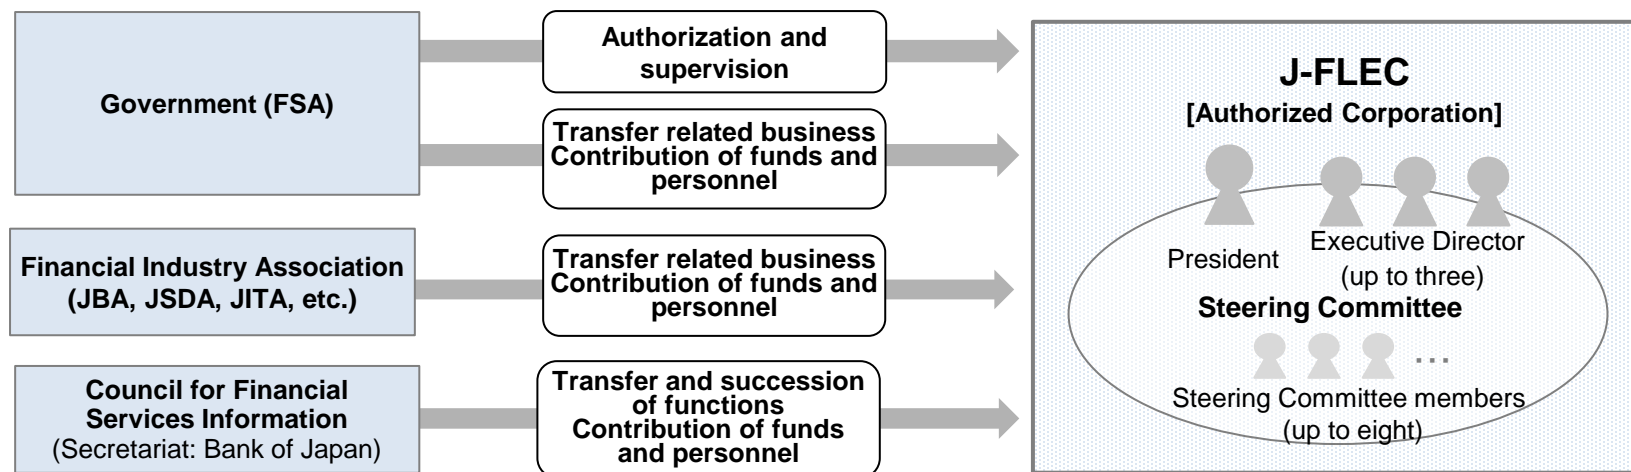 Government (FSA)
Authorization and
supervision
Transfer related business
Contribution of funds and
personnel
Financial Industry Association
(JBA, JSDA, JITA, etc.)
Transfer related business
Contribution of funds and
personnel
Council for Financial
Services Information
(Secretariat: Bank of Japan)
Transfer and succession
of functions
Contribution of funds
and personnel
J-FLEC
[Authorized Corporation]
President
Executive Director
(up to three)
Steering Committee
...
Steering Committee members
(up to eight)